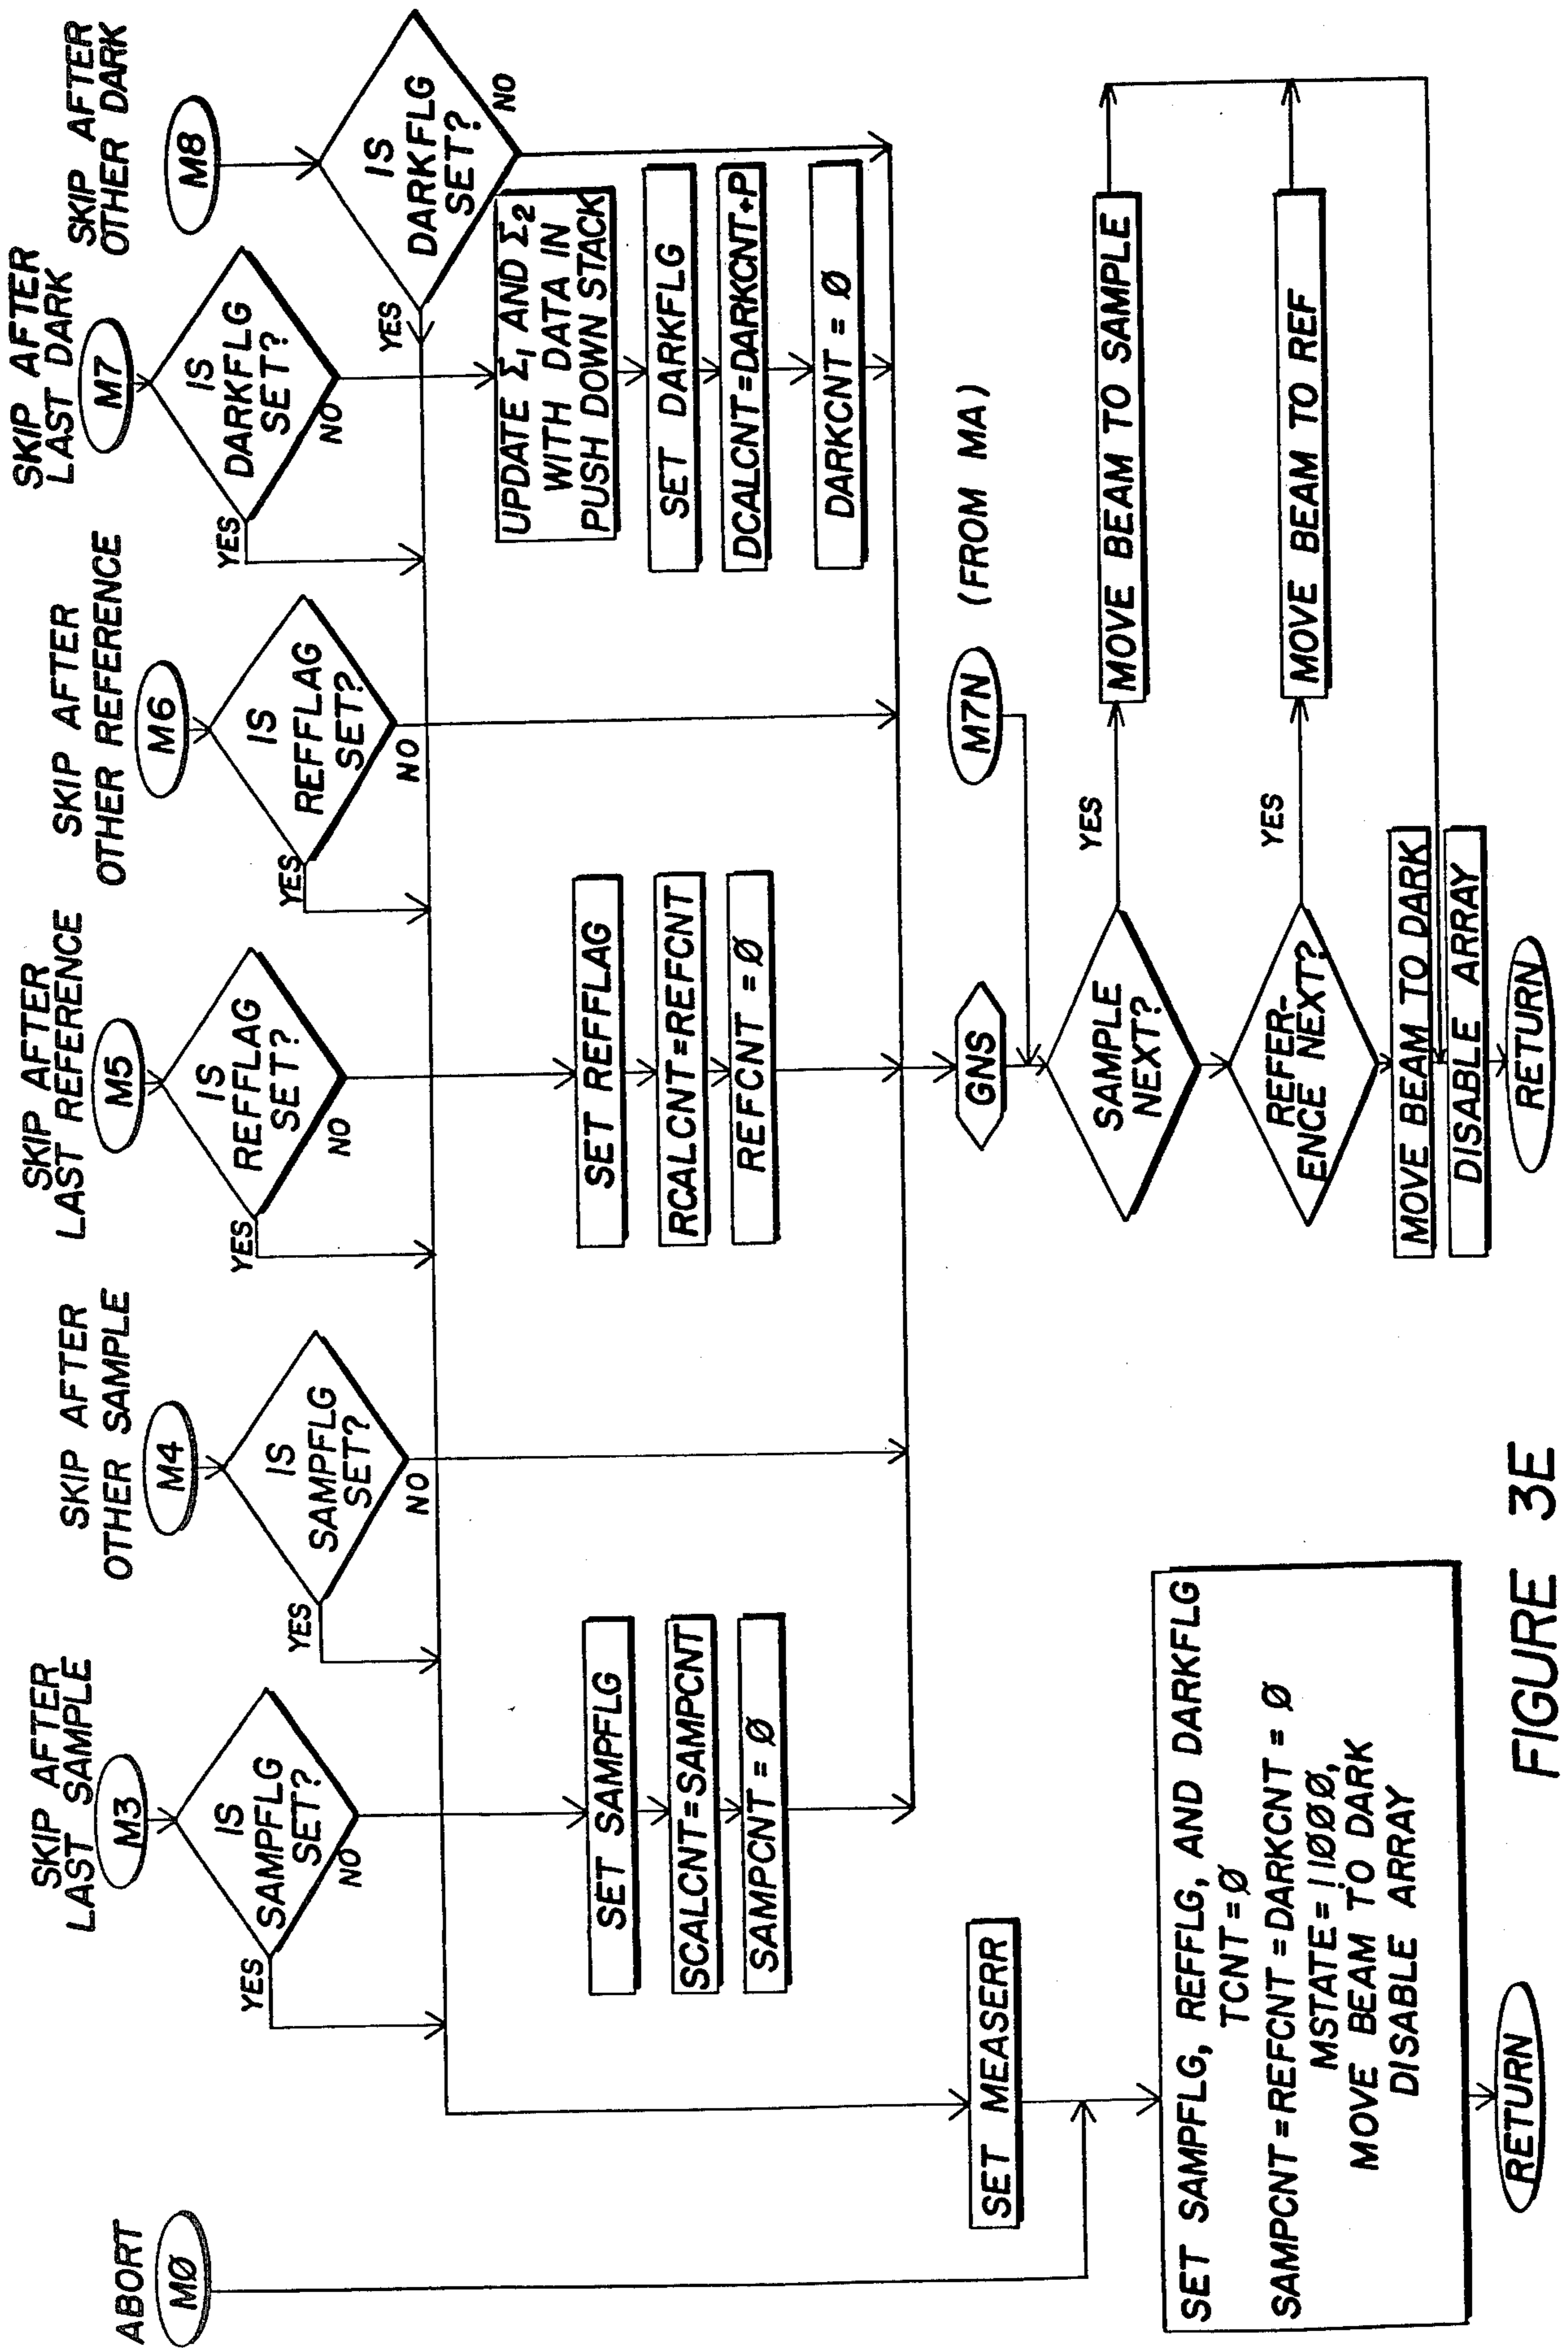 ABORT
MØ
SKIP AFTER
LAST SAMPLE
M3
IS
SAMPFLG
SET?
YES
NO
SET SAMPFLG
SCALCNT=SAMPCNT
SAMPCNT = Ø
SKIP AFTER
OTHER SAMPLE
M4
IS
SAMPFLG
SET?
YES
NO
SKIP AFTER
LAST REFERENCE
M5
IS
REFFLAG
SET?
YES
NO
SET REFFLAG
RCALCNT=REFCNT
REFCNT = Ø
SKIP AFTER
OTHER REFERENCE
M6
IS
REFFLAG
SET?
YES
NO
SKIP AFTER
LAST DARK
M7
IS
DARKFLG
SET?
YES
NO
UPDATE Σ₁ AND Σ₂
WITH DATA IN
PUSH DOWN STACK
SET DARKFLG
DCALCNT=DARKCNT+P
DARKCNT = Ø
SKIP AFTER
OTHER DARK
M8
IS
DARKFLG
SET?
YES
NO
SET MEASERR
SET SAMPFLG, REFFLG, AND DARKFLG
TCNT=Ø
SAMPCNT=REFCNT=DARKCNT = Ø
MSTATE=11ØØØ,
MOVE BEAM TO DARK
DISABLE ARRAY
RETURN
GNS
M7N
(FROM MA)
SAMPLE
NEXT?
YES
MOVE BEAM TO SAMPLE
REFER-
ENCE NEXT?
YES
MOVE BEAM TO REF
MOVE BEAM TO DARK
DISABLE ARRAY
RETURN
FIGURE 3E